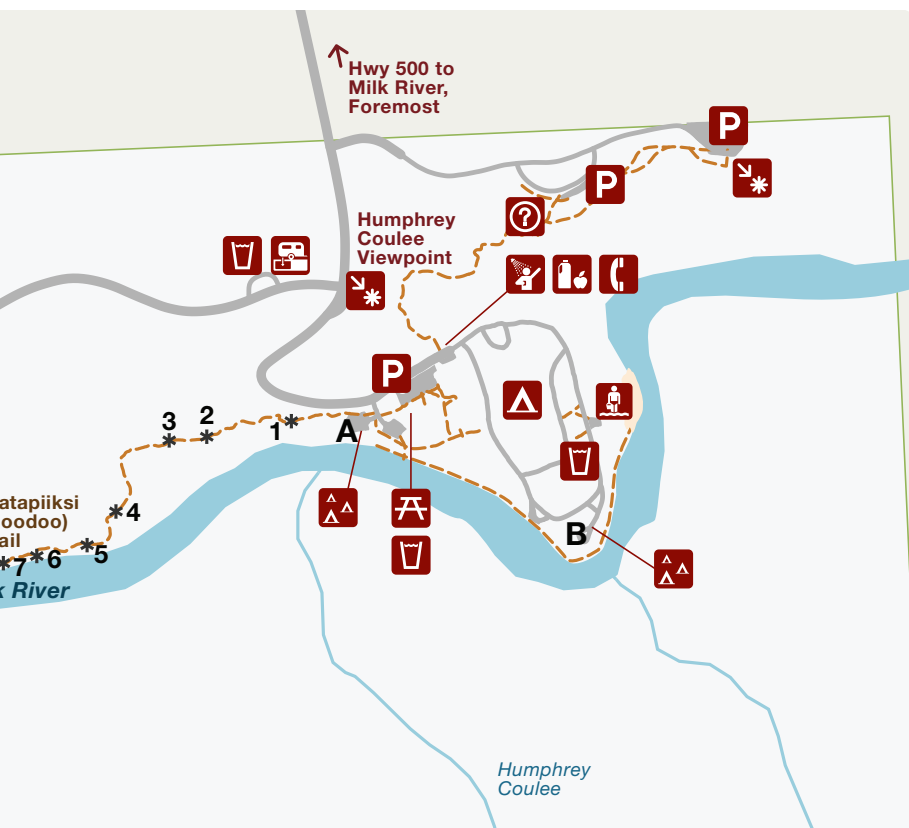 Hwy 500 to
Milk River,
Foremost
P
P
?
Humphrey
Coulee
Viewpoint
P
3
2
1
A
atapiiksi
oodoo)
ail
4
5
6
7
k River
B
Humphrey
Coulee